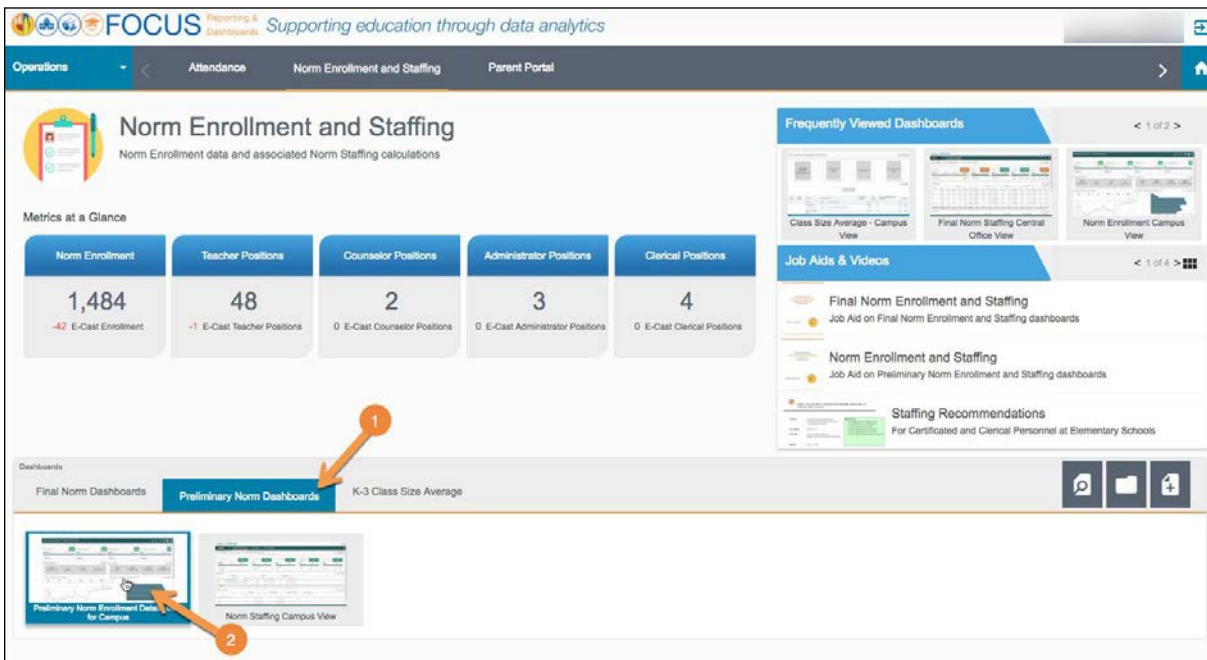 FOCUS Reporting & Dashboards Supporting education through data analytics
Operations Attendance Norm Enrollment and Staffing Parent Portal
Norm Enrollment and Staffing
Norm Enrollment data and associated Norm Staffing calculations
Metrics at a Glance
Norm Enrollment
1,484
-42 E-Cast Enrollment
Teacher Positions
48
-1 E-Cast Teacher Positions
Counselor Positions
2
0 E-Cast Counselor Positions
Administrator Positions
3
0 E-Cast Administrator Positions
Clerical Positions
4
0 E-Cast Clerical Positions
Frequently Viewed Dashboards
< 1 of 2 >
Class Size Average - Campus
View
Final Norm Staffing Central
Office View
Norm Enrollment Campus
View
Job Aids & Videos
< 1 of 4 >
Final Norm Enrollment and Staffing
Job Aid on Final Norm Enrollment and Staffing dashboards
Norm Enrollment and Staffing
Job Aid on Preliminary Norm Enrollment and Staffing dashboards
Staffing Recommendations
For Certificated and Clerical Personnel at Elementary Schools
1
Dashboards
Final Norm Dashboards Preliminary Norm Dashboards K-3 Class Size Average
Preliminary Norm Enrollment
for Campus
Norm Staffing Campus View
2